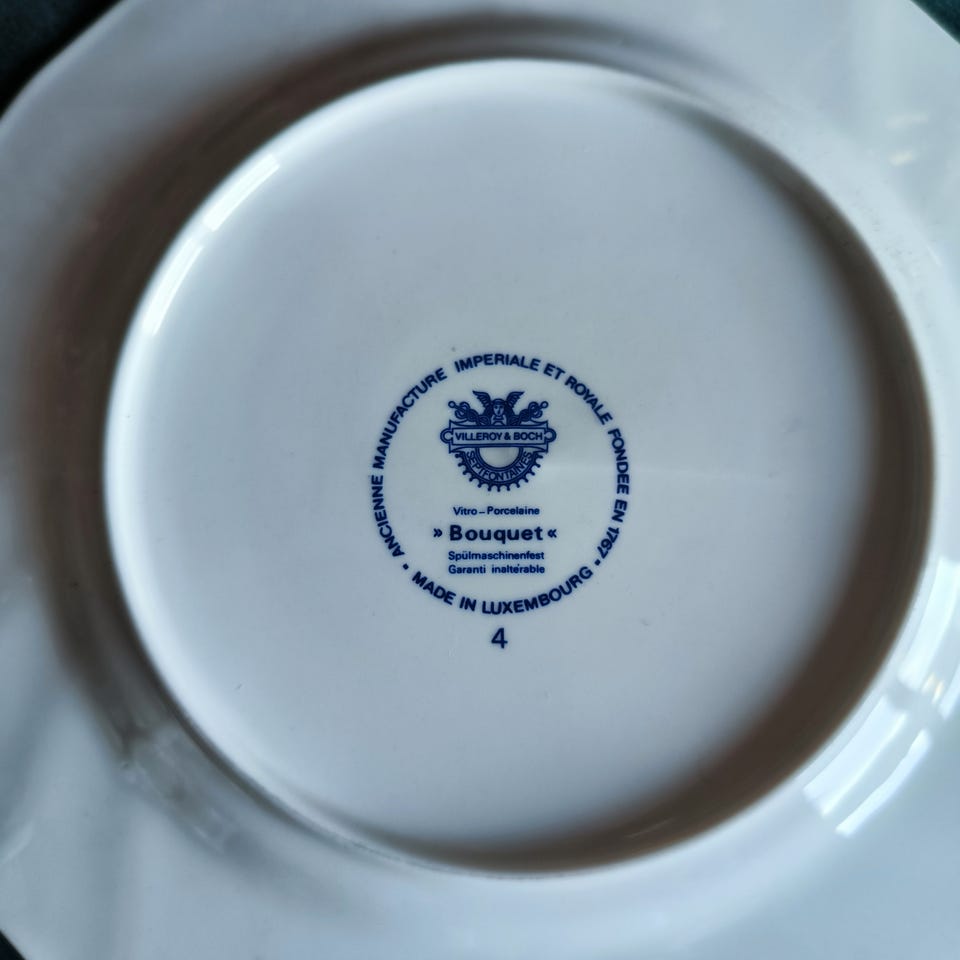 ANCIENNE MANUFACTURE IMPERIALE ET ROYALE FONDEE EN 1767
VILLEROY & BOCH
SEPTFONTAINES
Vitro-Porcelaine
»Bouquet«
Spülmaschinenfest
Garanti inaltérable
• MADE IN LUXEMBOURG •
4